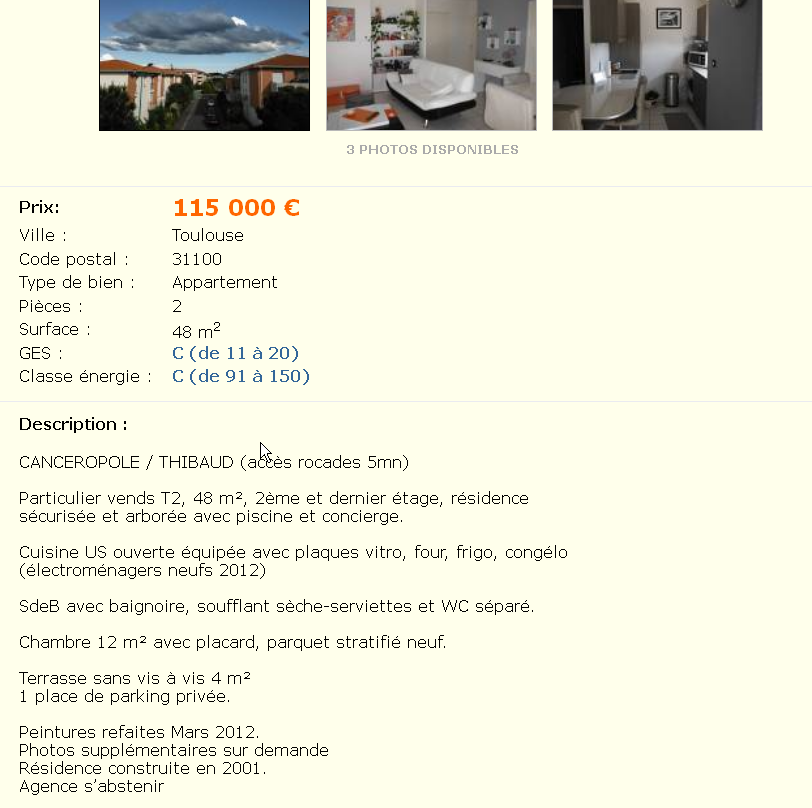 3 PHOTOS DISPONIBLES
Prix: 115 000 €
Ville : Toulouse
Code postal : 31100
Type de bien : Appartement
Pièces : 2
Surface : 48 m²
GES : C (de 11 à 20)
Classe énergie : C (de 91 à 150)
Description :
CANCEROPOLE / THIBAUD (accès rocades 5mn)
Particulier vends T2, 48 m², 2ème et dernier étage, résidence
sécurisée et arborée avec piscine et concierge.
Cuisine US ouverte équipée avec plaques vitro, four, frigo, congélo
(électroménagers neufs 2012)
SdeB avec baignoire, soufflant sèche-serviettes et WC séparé.
Chambre 12 m² avec placard, parquet stratifié neuf.
Terrasse sans vis à vis 4 m²
1 place de parking privée.
Peintures refaites Mars 2012.
Photos supplémentaires sur demande
Résidence construite en 2001.
Agence s’abstenir